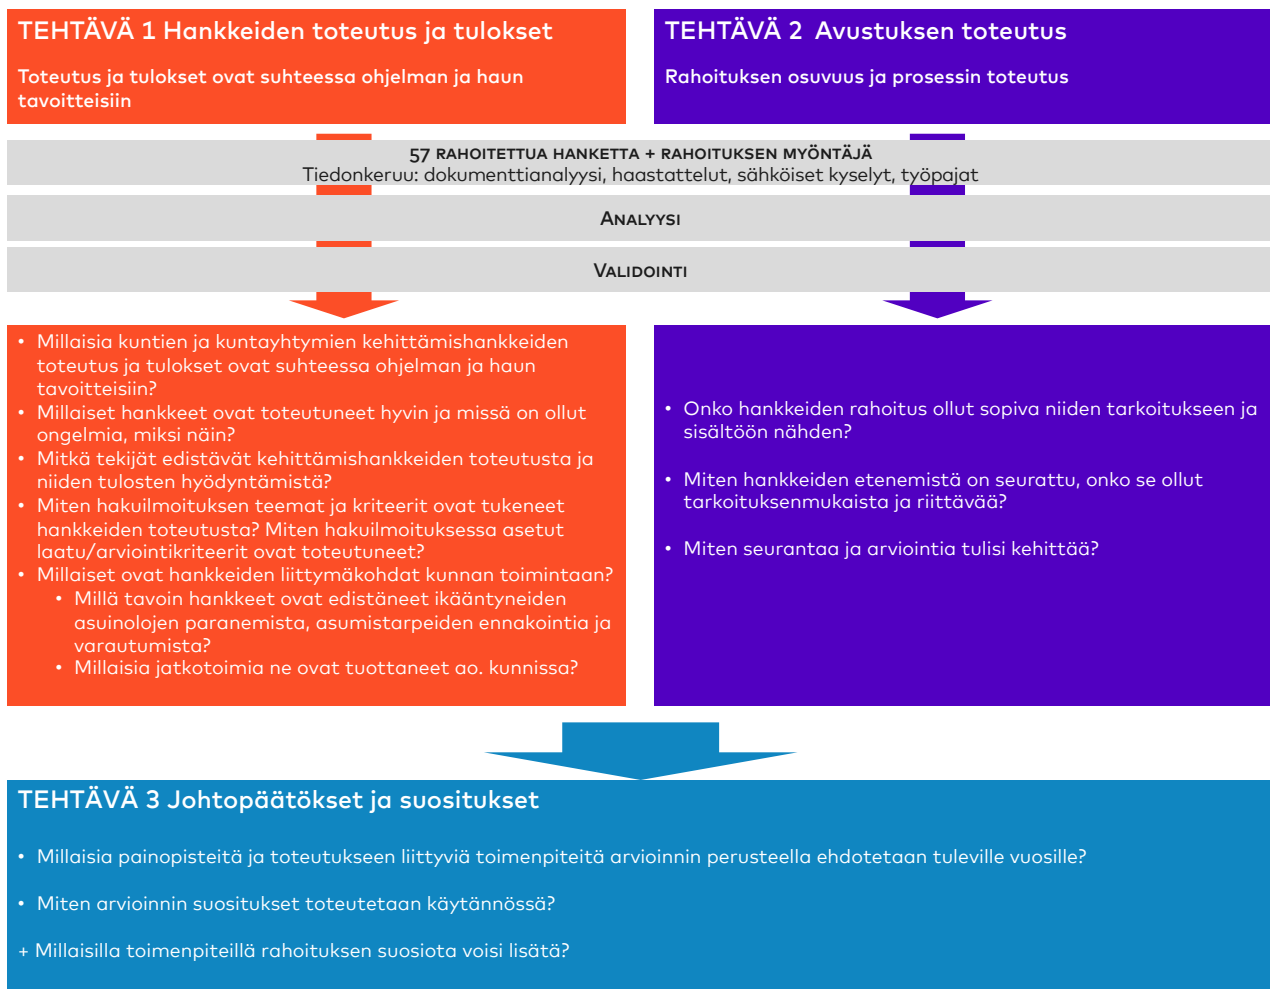 TEHTÄVÄ 1 Hankkeiden toteutus ja tulokset
Toteutus ja tulokset ovat suhteessa ohjelman ja haun
tavoitteisiin
TEHTÄVÄ 2 Avustuksen toteutus
Rahoituksen osuvuus ja prosessin toteutus
57 RAHOITETTUA HANKETTA + RAHOITUKSEN MYÖNTÄJÄ
Tiedonkeruu: dokumenttianalyysi, haastattelut, sähköiset kyselyt, työpajat
ANALYYSI
VALIDOINTI
• Millaisia kuntien ja kuntayhtymien kehittämishankkeiden
toteutus ja tulokset ovat suhteessa ohjelman ja haun
tavoitteisiin?
• Millaiset hankkeet ovat toteutuneet hyvin ja missä on ollut
ongelmia, miksi näin?
• Mitkä tekijät edistävät kehittämishankkeiden toteutusta ja
niiden tulosten hyödyntämistä?
• Miten hakuilmoituksen teemat ja kriteerit ovat tukeneet
hankkeiden toteutusta? Miten hakuilmoituksessa asetut
laatu/arviointikriteerit ovat toteutuneet?
• Millaiset ovat hankkeiden liittymäkohdat kunnan toimintaan?
• Millä tavoin hankkeet ovat edistäneet ikääntyneiden
asuinolojen paranemista, asumistarpeiden ennakointia ja
varautumista?
• Millaisia jatkotoimia ne ovat tuottaneet ao. kunnissa?
• Onko hankkeiden rahoitus ollut sopiva niiden tarkoitukseen ja
sisältöön nähden?
• Miten hankkeiden etenemistä on seurattu, onko se ollut
tarkoituksenmukaista ja riittävää?
• Miten seurantaa ja arviointia tulisi kehittää?
TEHTÄVÄ 3 Johtopäätökset ja suositukset
• Millaisia painopisteitä ja toteutukseen liittyviä toimenpiteitä arvioinnin perusteella ehdotetaan tuleville vuosille?
• Miten arvioinnin suositukset toteutetaan käytännössä?
+ Millaisilla toimenpiteillä rahoituksen suosiota voisi lisätä?